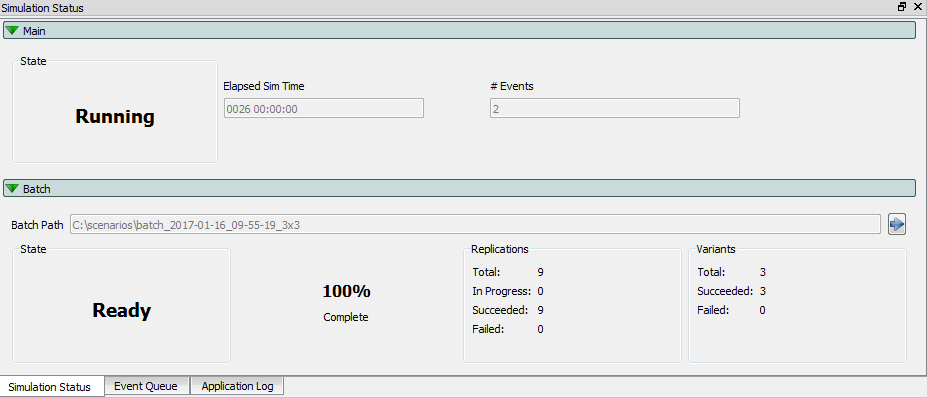 Simulation Status
Main
State
Running
Elapsed Sim Time
0026 00:00:00
# Events
2
Batch
Batch Path C:\scenarios\batch_2017-01-16_09-55-19_3x3
State
Ready
100%
Complete
Replications
Total: 9
In Progress: 0
Succeeded: 9
Failed: 0
Variants
Total: 3
Succeeded: 3
Failed: 0
Simulation Status Event Queue Application Log